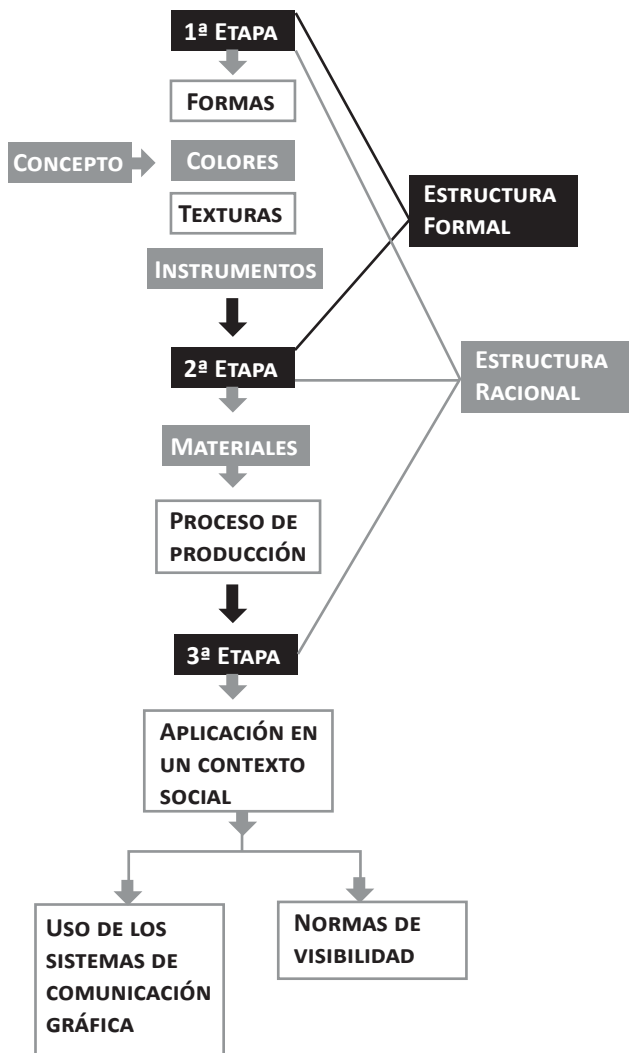 1ª Etapa
Formas
Concepto
Colores
Texturas
Estructura
Formal
Instrumentos
2ª Etapa
Estructura
Racional
Materiales
Proceso de
producción
3ª Etapa
Aplicación en
un contexto
social
Uso de los
sistemas de
comunicación
gráfica
Normas de
visibilidad